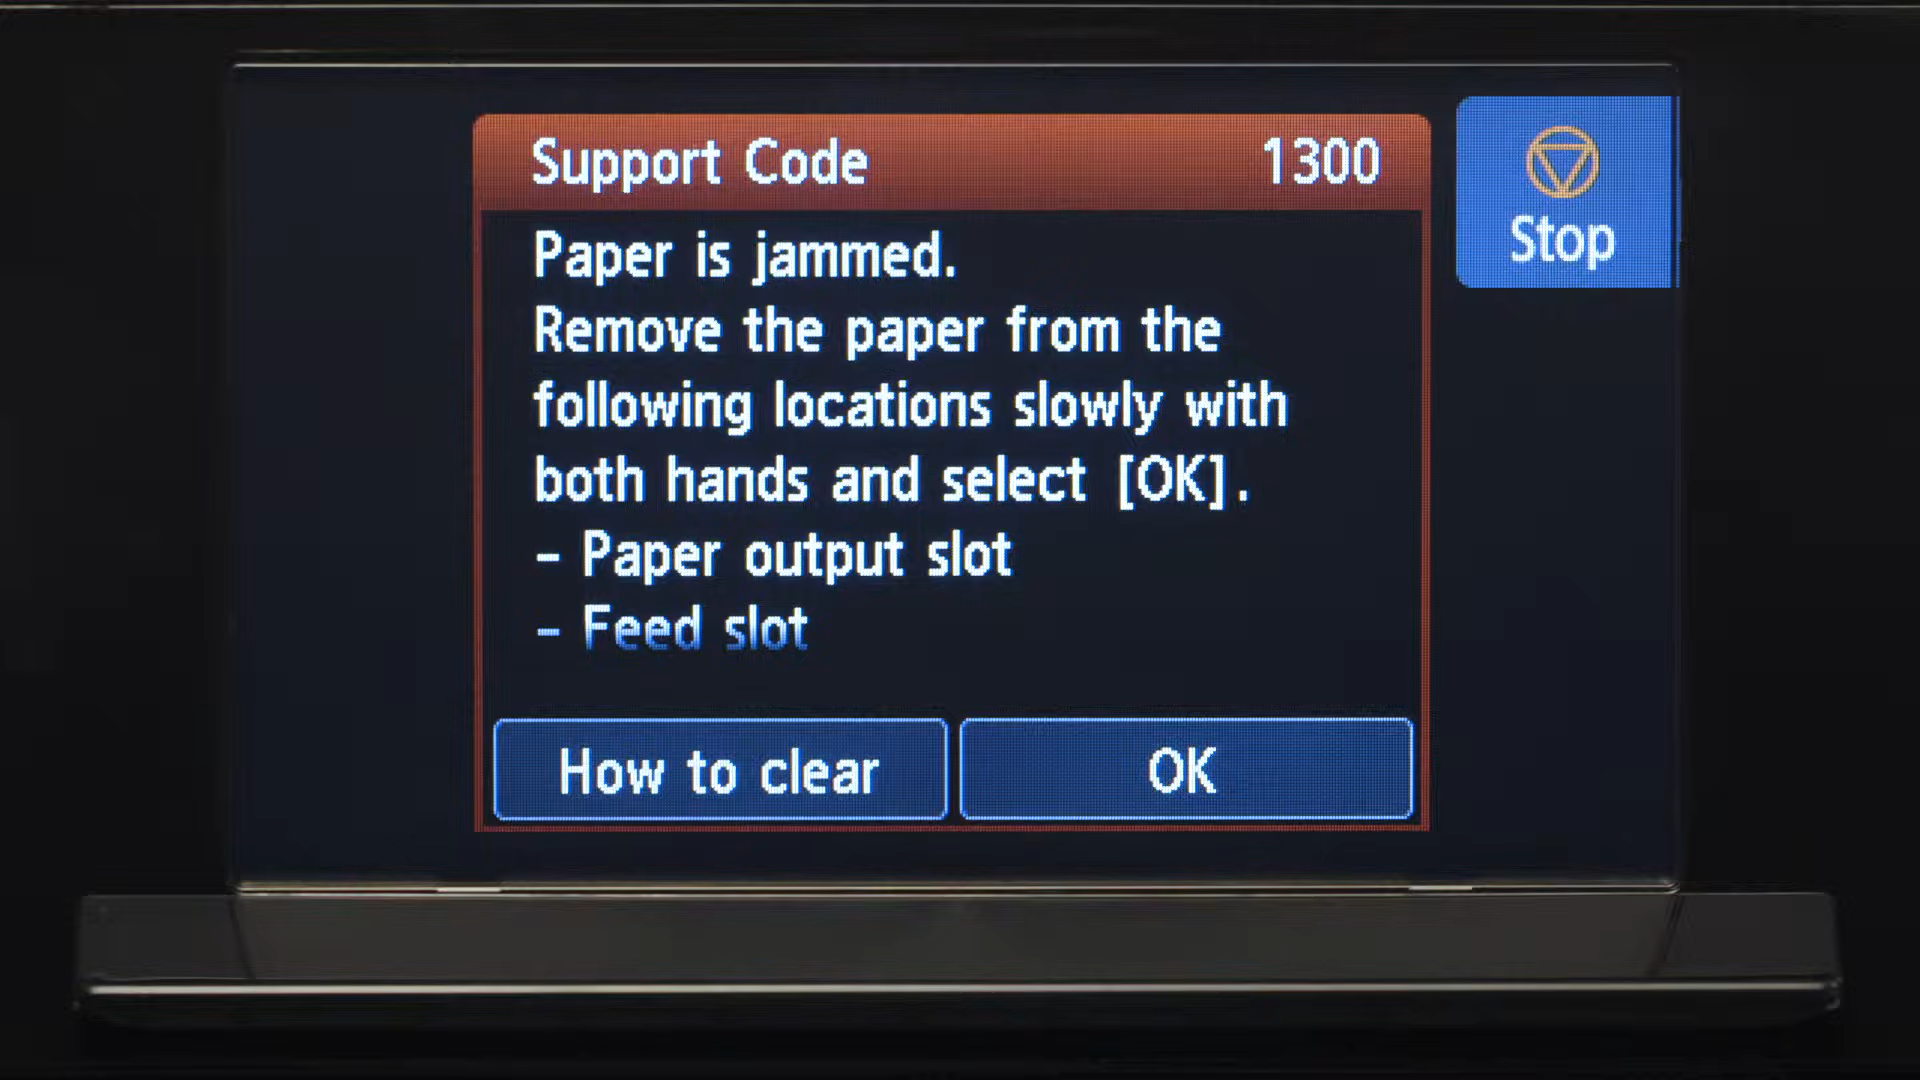 Support Code 1300
Stop
Paper is jammed.
Remove the paper from the
following locations slowly with
both hands and select [OK].
- Paper output slot
- Feed slot
How to clear
OK